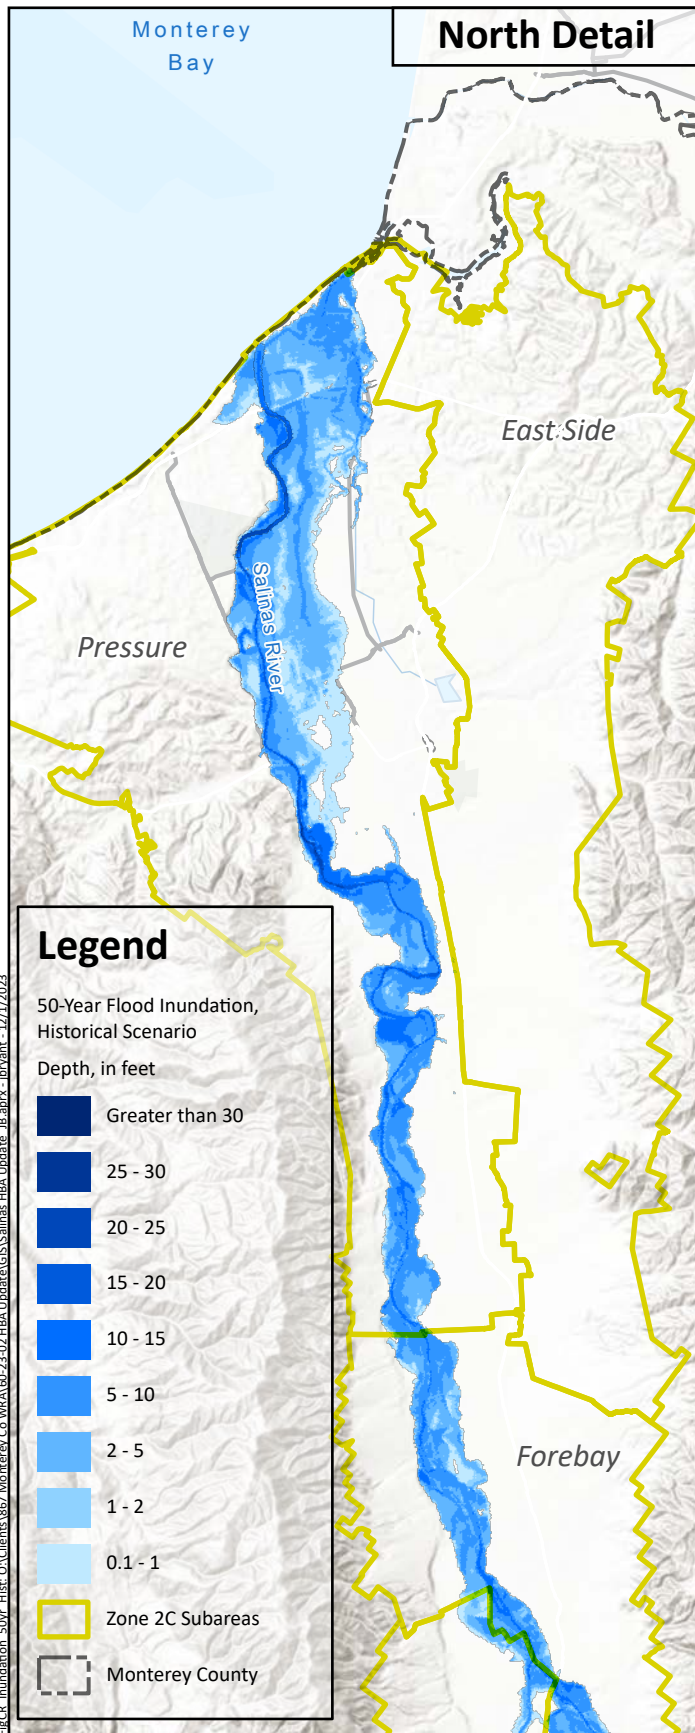 North Detail
Monterey
Bay
East Side
Salinas River
Pressure
Legend
50-Year Flood Inundation,
Historical Scenario
Depth, in feet
Greater than 30
25 - 30
20 - 25
15 - 20
10 - 15
5 - 10
2 - 5
1 - 2
0.1 - 1
Zone 2C Subareas
Monterey County
Forebay